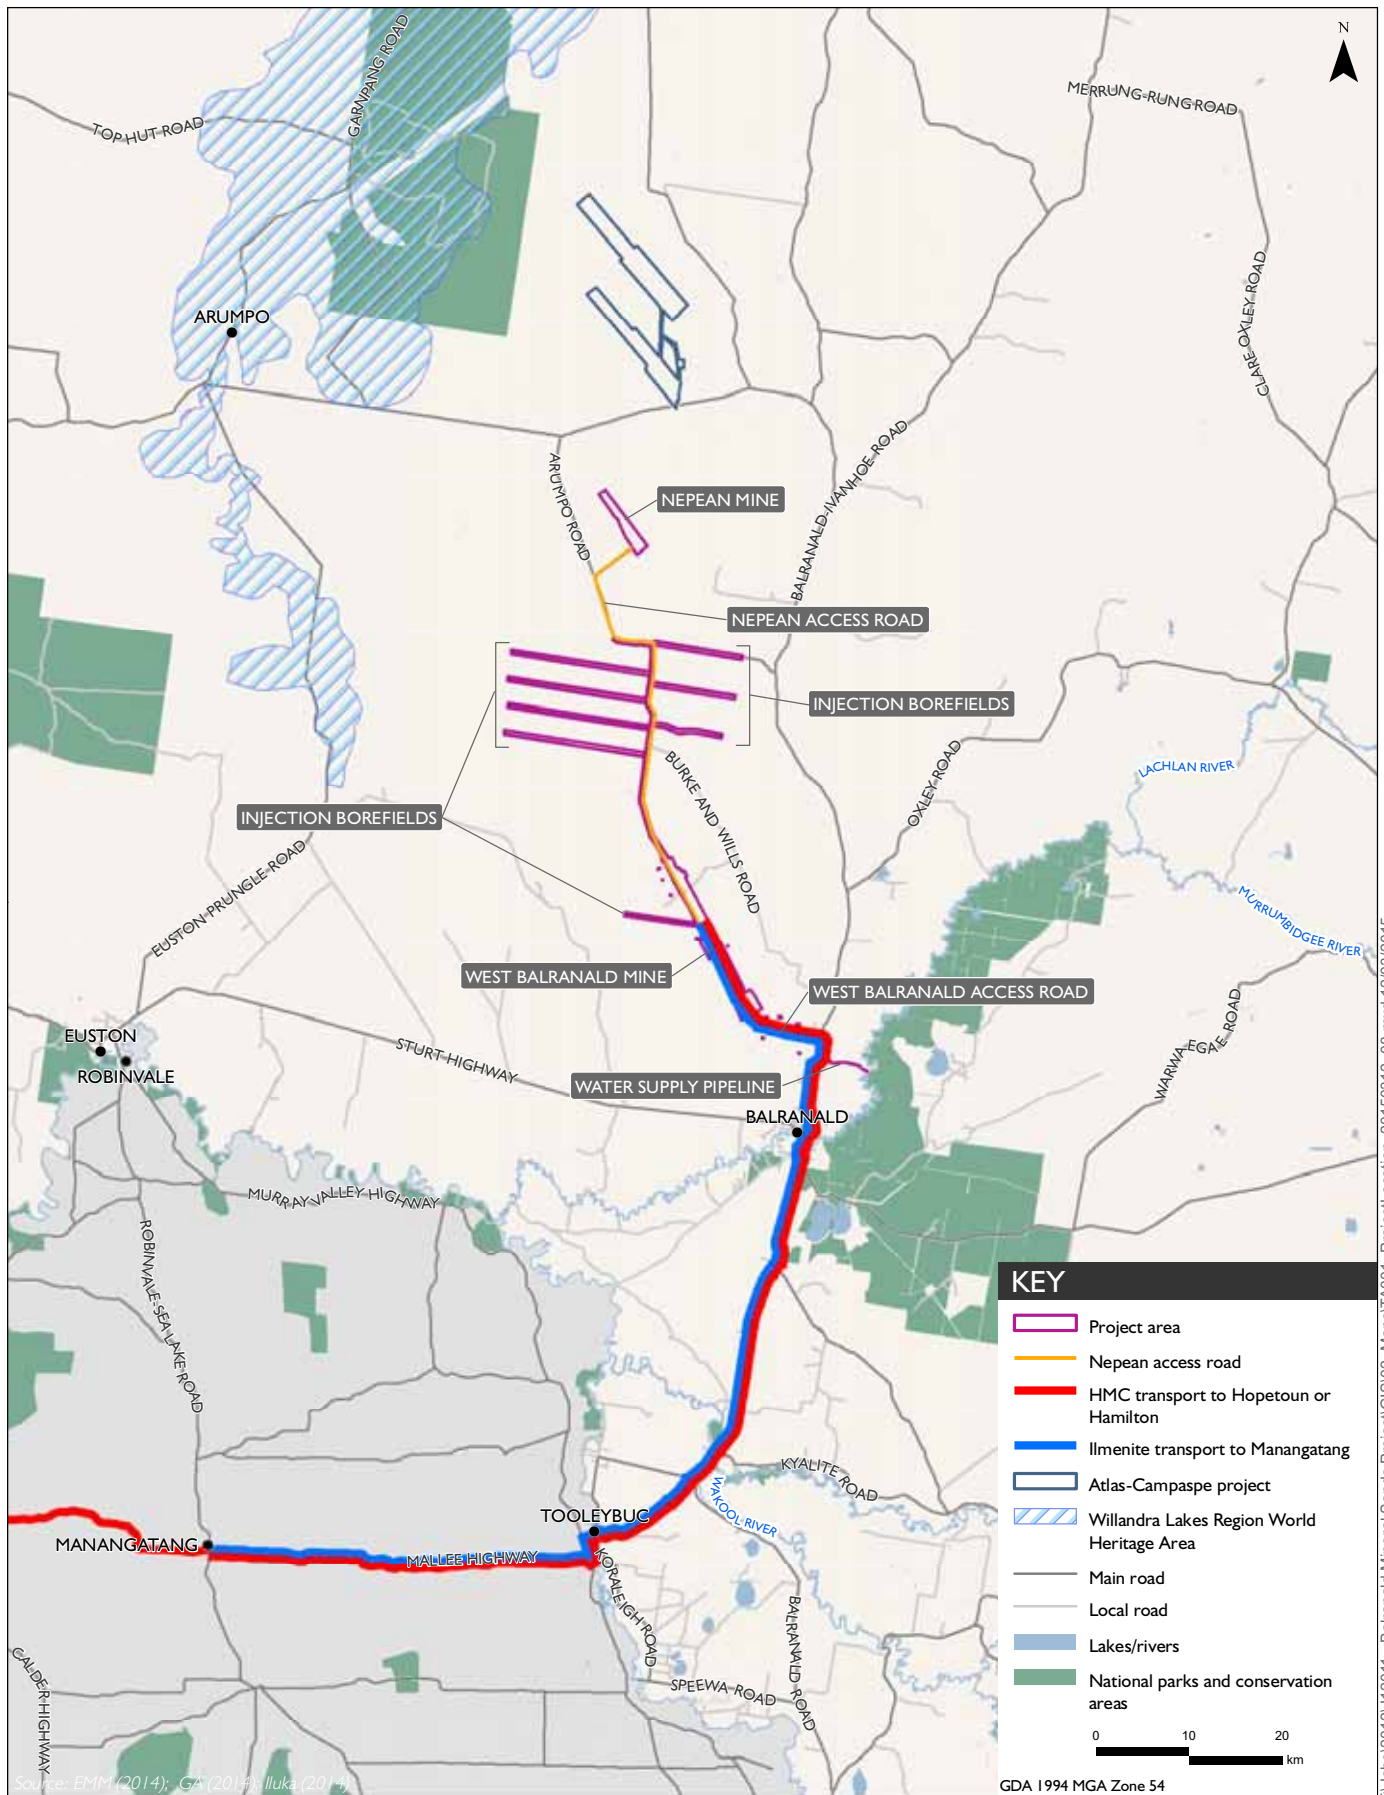 N
MERRUNG-RUNG ROAD
GARNPANG ROAD
TOP HUT ROAD
CLARE OXLEY ROAD
ARUMPO
BALRANALD-IVANHOE ROAD
ARUMPO ROAD
NEPEAN MINE
NEPEAN ACCESS ROAD
INJECTION BOREFIELDS
LACHLAN RIVER
OXLEY ROAD
BURKE AND WILLS ROAD
INJECTION BOREFIELDS
EUSTON PRUNGLE ROAD
MURRUMBIDGEE RIVER
WEST BALRANALD MINE
WEST BALRANALD ACCESS ROAD
WARWAEGAE ROAD
EUSTON
ROBINVALE
STURT HIGHWAY
WATER SUPPLY PIPELINE
BALRANALD
MURRAY VALLEY HIGHWAY
ROBINVALE-SEA LAKE ROAD
KYALITE ROAD
WAKOOL RIVER
TOOLEYBUC
MANANGATANG
MALLEE HIGHWAY
KORALEIGH ROAD
BALRANALD ROAD
SPEEWA ROAD
CALDER HIGHWAY
KEY
Project area
Nepean access road
HMC transport to Hopetoun or
Hamilton
Ilmenite transport to Manangatang
Atlas-Campaspe project
Willandra Lakes Region World
Heritage Area
Main road
Local road
Lakes/rivers
National parks and conservation
areas
0 10 20
km
GDA 1994 MGA Zone 54
Source: EMM (2014); GA (2014); Iluka (2014)